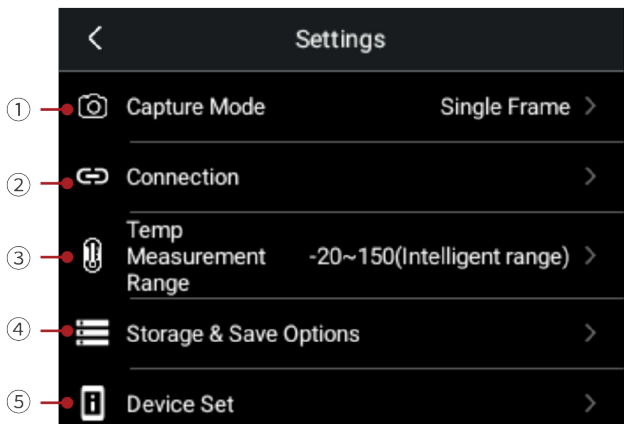 Settings
① Capture Mode Single Frame
② Connection
③ Temp
Measurement -20~150(Intelligent range)
Range
④ Storage & Save Options
⑤ Device Set